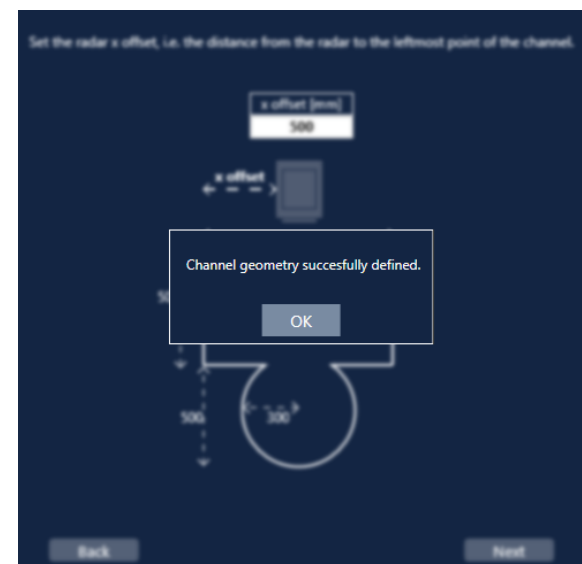 Set the radar x offset, i.e. the distance from the radar to the leftmost point of the channel.
x offset [mm]
500
x offset
Channel geometry succesfully defined.
OK
500
300
Back
Next